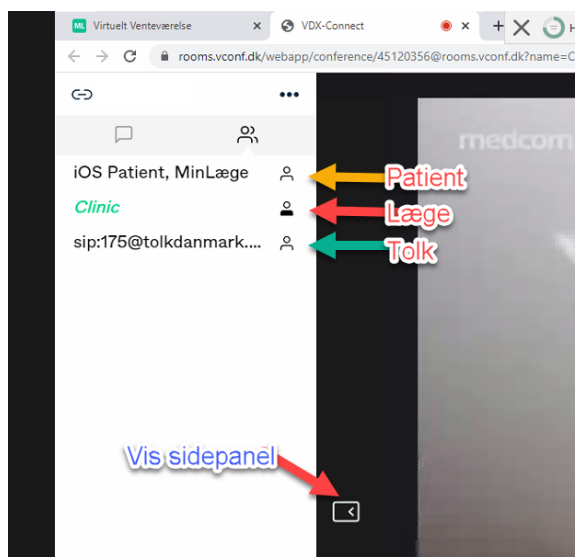 Virtuelt Venteværelse
VDX-Connect
H
rooms.vconf.dk/webapp/conference/45120356@rooms.vconf.dk?name=C
medcom
iOS Patient, MinLæge
Patient
Clinic
Læge
sip:175@tolkdanmark....
Tolk
Vis sidepanel